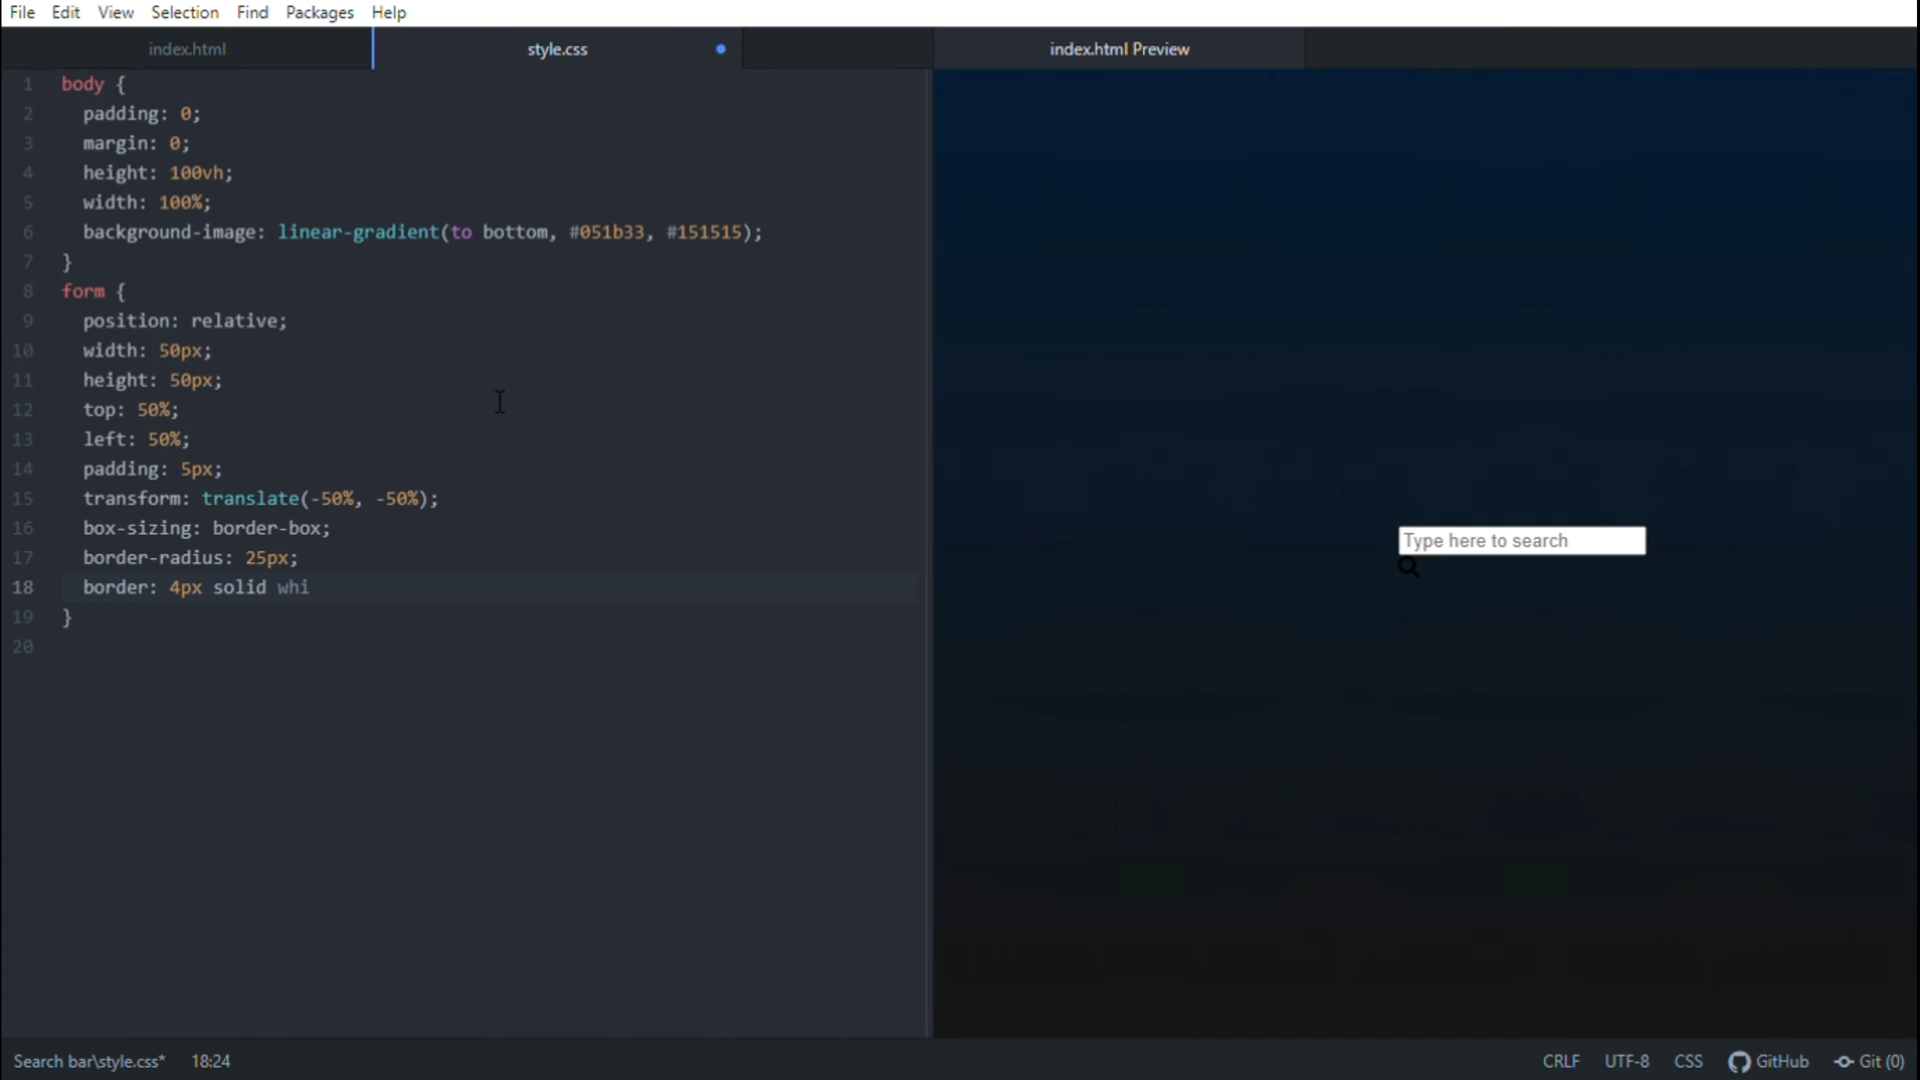 File Edit View Selection Find Packages Help
index.html style.css index.html Preview
1 body {
2 padding: 0;
3 margin: 0;
4 height: 100vh;
5 width: 100%;
6 background-image: linear-gradient(to bottom, #051b33, #151515);
7 }
8 form {
9 position: relative;
10 width: 50px;
11 height: 50px;
12 top: 50%;
13 left: 50%;
14 padding: 5px;
15 transform: translate(-50%, -50%);
16 box-sizing: border-box;
17 border-radius: 25px;
18 border: 4px solid whi
19 }
20
Type here to search
Search bar\style.css* 18:24 CRLF UTF-8 CSS GitHub Git (0)